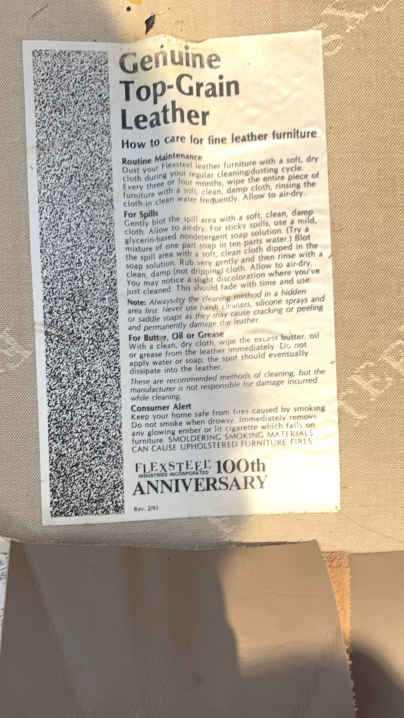 Genuine
Top-Grain
Leather
How to care for fine leather furniture
Routine Maintenance
Dust your Flexsteel leather furniture with a soft, dry
cloth during your regular cleaning/dusting cycle.
Every three or four months, wipe the entire piece of
furniture with a soft, clean, damp cloth, rinsing the
cloth in clean water frequently. Allow to air-dry.
For Spills
Gently blot the spill area with a soft, clean, damp
cloth. Allow to air-dry. For sticky spills, use a mild,
glycerin-based nondetergent soap solution. (Try a
mixture of one part soap in ten parts water.) Blot
the spill area with a soft, clean cloth dipped in the
soap solution. Rub very gently and then rinse with a
clean, damp (not dripping) cloth. Allow to air-dry.
You may notice a slight discoloration where you've
just cleaned. This should fade with time and use.
Note: Always try the cleaning method in a hidden
area first. Never use harsh cleaners, silicone sprays and
or saddle soaps as they may cause cracking or peeling
and permanently damage the leather.
For Butter, Oil or Grease
With a clean, dry cloth, wipe the excess butter, oil
or grease from the leather immediately. Do not
apply water or soap; the spot should eventually
dissipate into the leather.
These are recommended methods of cleaning, but the
manufacturer is not responsible for damage incurred
while cleaning.
Consumer Alert
Keep your home safe from fires caused by smoking.
Do not smoke when drowsy. Immediately remove
any glowing ember or lit cigarette which falls on
furniture. SMOLDERING SMOKING MATERIALS
CAN CAUSE UPHOLSTERED FURNITURE FIRES.
FLEXSTEEL 100th
INDUSTRIES INCORPORATED
ANNIVERSARY
Rev. 2/93